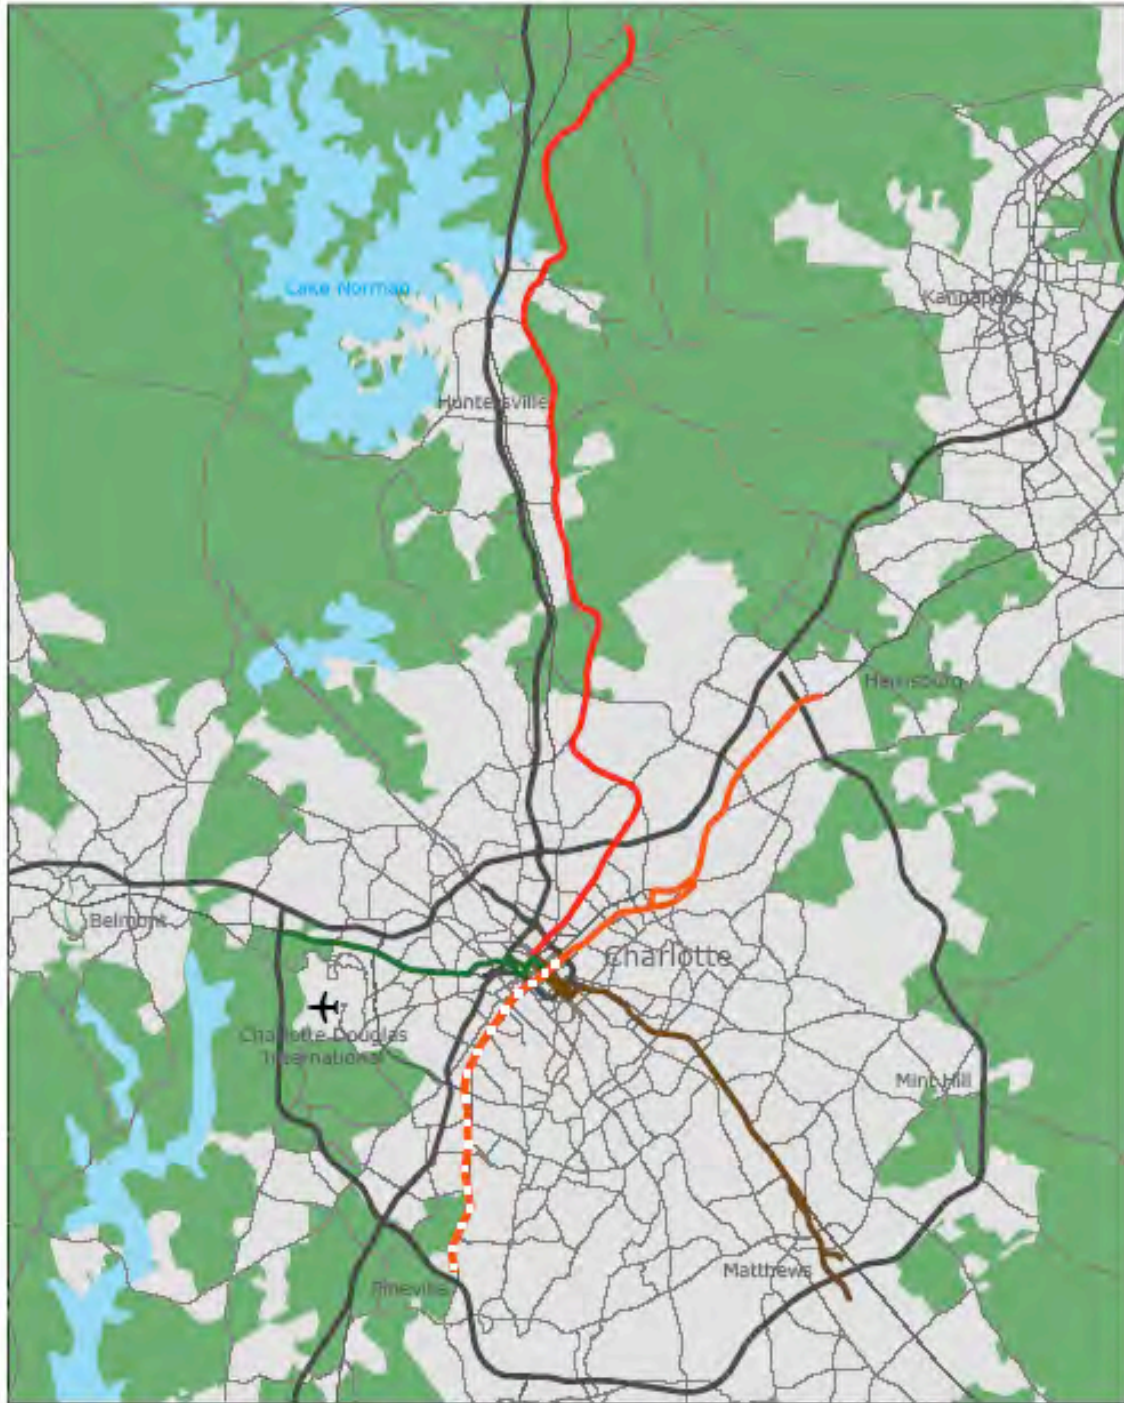 Lake Norman
Kannapolis
Huntersville
Harrisburg
Belmont
Charlotte
Charlotte Douglas
International
Mint Hill
Matthews
Pineville